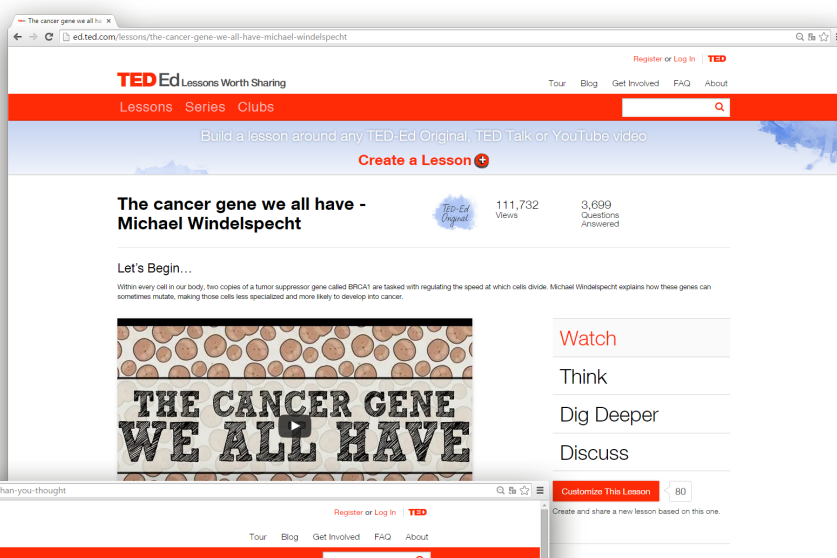 The cancer gene we all ha
ed.ted.com/lessons/the-cancer-gene-we-all-have-michael-windelspecht
Register or Log In TED
TED Ed Lessons Worth Sharing
Tour Blog Get Involved FAQ About
Lessons Series Clubs
Build a lesson around any TED-Ed Original, TED Talk or YouTube video
Create a Lesson
The cancer gene we all have -
Michael Windelspecht
TED-Ed
Original
111,732
Views
3,699
Questions
Answered
Let's Begin…
Within every cell in our body, two copies of a tumor suppressor gene called BRCA1 are tasked with regulating the speed at which cells divide. Michael Windelspecht explains how these genes can
sometimes mutate, making those cells less specialized and more likely to develop into cancer.
THE CANCER GENE
WE ALL HAVE
Watch
Think
Dig Deeper
Discuss
Customize This Lesson 80
Create and share a new lesson based on this one.
han-you-thought
Register or Log In TED
Tour Blog Get Involved FAQ About